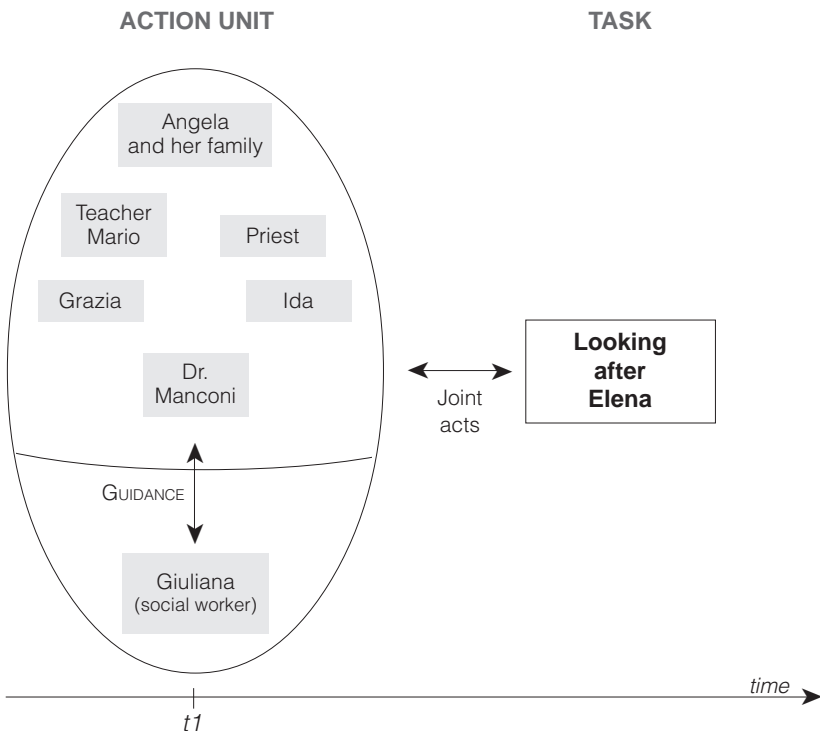 ACTION UNIT
TASK
Angela
and her family
Teacher
Mario
Priest
Grazia
Ida
Dr.
Manconi
Joint
acts
Looking
after
Elena
GUIDANCE
Giuliana
(social worker)
time
t1